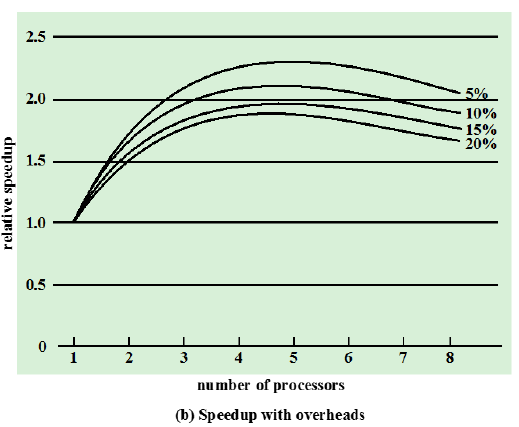 2.5
2.0
1.5
1.0
0.5
0
relative speedup
5%
10%
15%
20%
1 2 3 4 5 6 7 8
number of processors
(b) Speedup with overheads